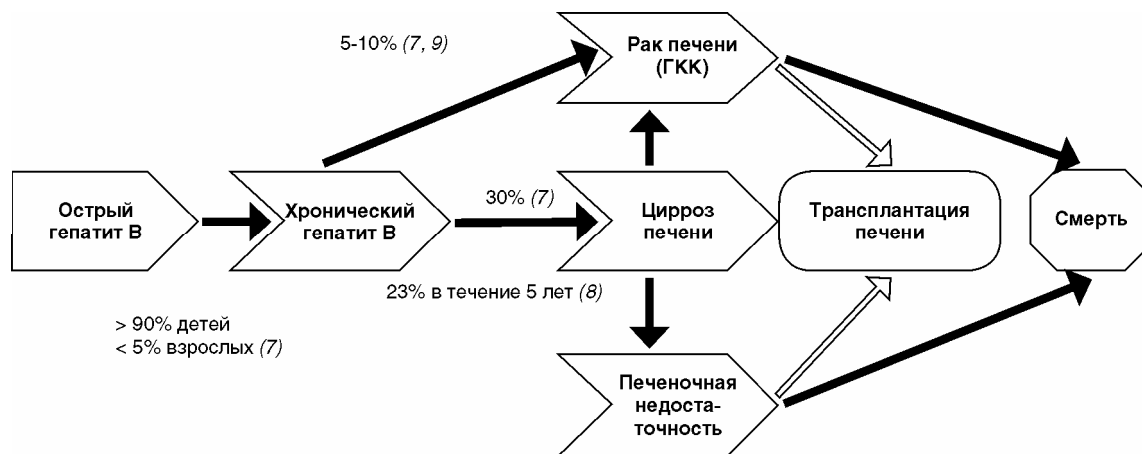 5-10% (7, 9)
Рак печени
(ГКК)
Острый
гепатит В
Хронический
гепатит В
30% (7)
Цирроз
печени
Трансплантация
печени
Смерть
23% в течение 5 лет (8)
> 90% детей
< 5% взрослых (7)
Печеночная
недоста-
точность